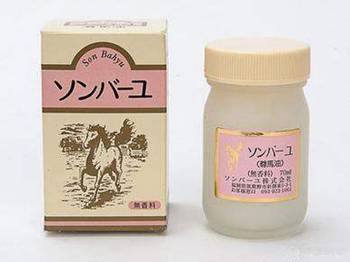 Son Bahyu
ソンバーユ
無香料
ソンバーユ
(尊馬油)
(無香料) 70ml
ソンバーユ株式会社